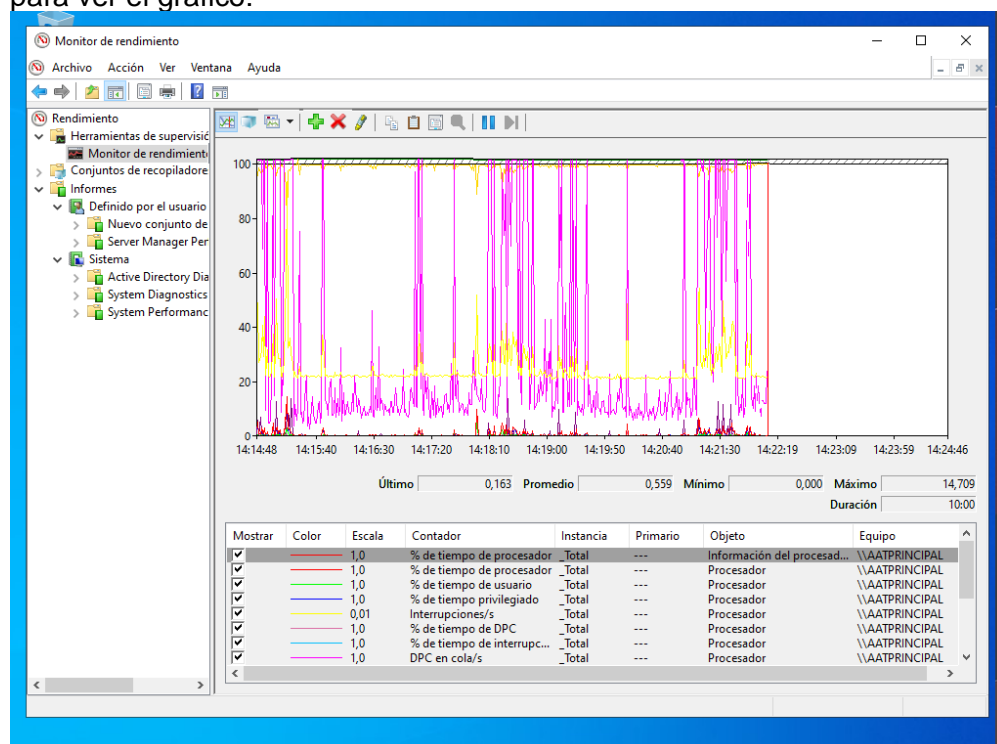 para ver el gráfico.
Monitor de rendimiento
Archivo Acción Ver Ventana Ayuda
Rendimiento
Herramientas de supervisió
Monitor de rendimient
Conjuntos de recopiladore
Informes
Definido por el usuario
Nuevo conjunto de
Server Manager Per
Sistema
Active Directory Dia
System Diagnostics
System Performanc
100
80
60
40
20
0
14:14:48 14:15:40 14:16:30 14:17:20 14:18:10 14:19:00 14:19:50 14:20:40 14:21:30 14:22:19 14:23:09 14:23:59 14:24:46
Último 0,163 Promedio 0,559 Mínimo 0,000 Máximo 14,709
Duración 10:00
Mostrar Color Escala Contador Instancia Primario Objeto Equipo
1,0 % de tiempo de procesador _Total --- Información del procesad... \\AATPRINCIPAL
1,0 % de tiempo de procesador _Total --- Procesador \\AATPRINCIPAL
1,0 % de tiempo de usuario _Total --- Procesador \\AATPRINCIPAL
1,0 % de tiempo privilegiado _Total --- Procesador \\AATPRINCIPAL
0,01 Interrupciones/s _Total --- Procesador \\AATPRINCIPAL
1,0 % de tiempo de DPC _Total --- Procesador \\AATPRINCIPAL
1,0 % de tiempo de interrupc... _Total --- Procesador \\AATPRINCIPAL
1,0 DPC en cola/s _Total --- Procesador \\AATPRINCIPAL